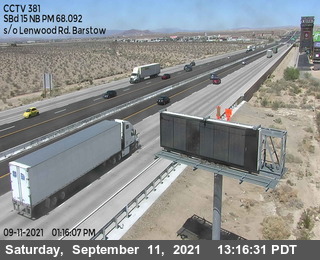 CCTV 381
SBd 15 NB PM 68.092
s/o Lenwood Rd. Barstow
09-11-2021 01:16:07 PM
Saturday, September 11, 2021 13:16:31 PDT